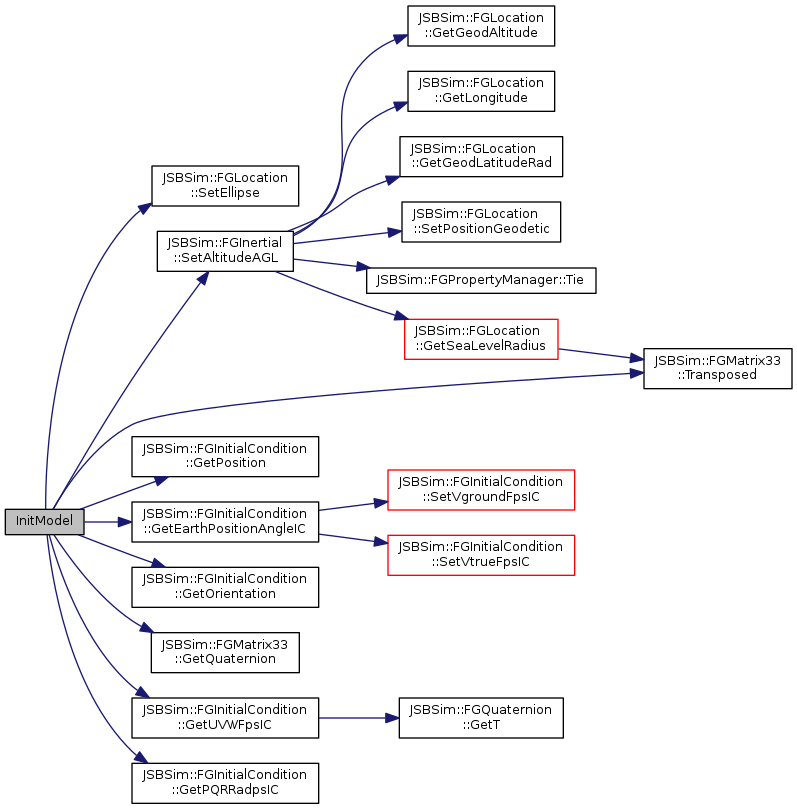 JSBSim::FGLocation
::GetGeodAltitude
JSBSim::FGLocation
::GetLongitude
JSBSim::FGLocation
::GetGeodLatitudeRad
JSBSim::FGLocation
::SetEllipse
JSBSim::FGLocation
::SetPositionGeodetic
JSBSim::FGInertial
::SetAltitudeAGL
JSBSim::FGPropertyManager::Tie
JSBSim::FGLocation
::GetSeaLevelRadius
JSBSim::FGMatrix33
::Transposed
JSBSim::FGInitialCondition
::GetPosition
JSBSim::FGInitialCondition
::SetVgroundFpsIC
InitModel
JSBSim::FGInitialCondition
::GetEarthPositionAngleIC
JSBSim::FGInitialCondition
::SetVtrueFpsIC
JSBSim::FGInitialCondition
::GetOrientation
JSBSim::FGMatrix33
::GetQuaternion
JSBSim::FGInitialCondition
::GetUVWFpsIC
JSBSim::FGQuaternion
::GetT
JSBSim::FGInitialCondition
::GetPQRRadpsIC